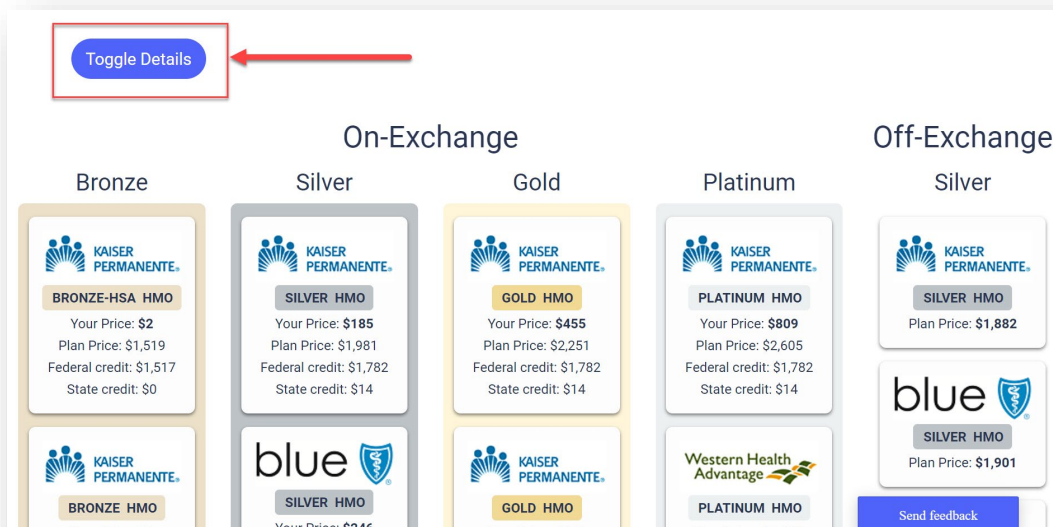 Toggle Details
On-Exchange
Off-Exchange
Bronze
Silver
Gold
Platinum
Silver
KAISER
PERMANENTE®
BRONZE-HSA HMO
Your Price: $2
Plan Price: $1,519
Federal credit: $1,517
State credit: $0
KAISER
PERMANENTE®
BRONZE HMO
KAISER
PERMANENTE®
SILVER HMO
Your Price: $185
Plan Price: $1,981
Federal credit: $1,782
State credit: $14
blue
SILVER HMO
Your Price: $246
KAISER
PERMANENTE®
GOLD HMO
Your Price: $455
Plan Price: $2,251
Federal credit: $1,782
State credit: $14
KAISER
PERMANENTE®
GOLD HMO
KAISER
PERMANENTE®
PLATINUM HMO
Your Price: $809
Plan Price: $2,605
Federal credit: $1,782
State credit: $14
Western Health
Advantage
PLATINUM HMO
KAISER
PERMANENTE®
SILVER HMO
Plan Price: $1,882
blue
SILVER HMO
Plan Price: $1,901
Send feedback